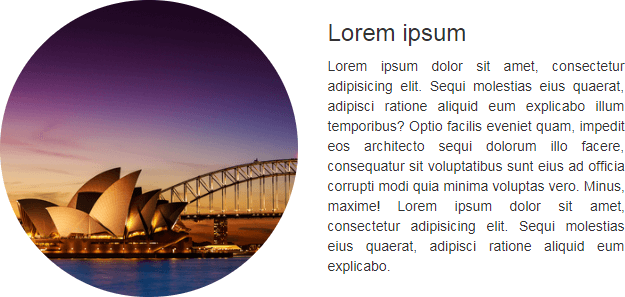 Lorem ipsum
Lorem ipsum dolor sit amet, consectetur
adipisicing elit. Sequi molestias eius quaerat,
adipisci ratione aliquid eum explicabo illum
temporibus? Optio facilis eveniet quam, impedit
eos architecto sequi dolorum illo facere,
consequatur sit voluptatibus sunt eius ad officia
corrupti modi quia minima voluptas vero. Minus,
maxime! Lorem ipsum dolor sit amet,
consectetur adipisicing elit. Sequi molestias
eius quaerat, adipisci ratione aliquid eum
explicabo.